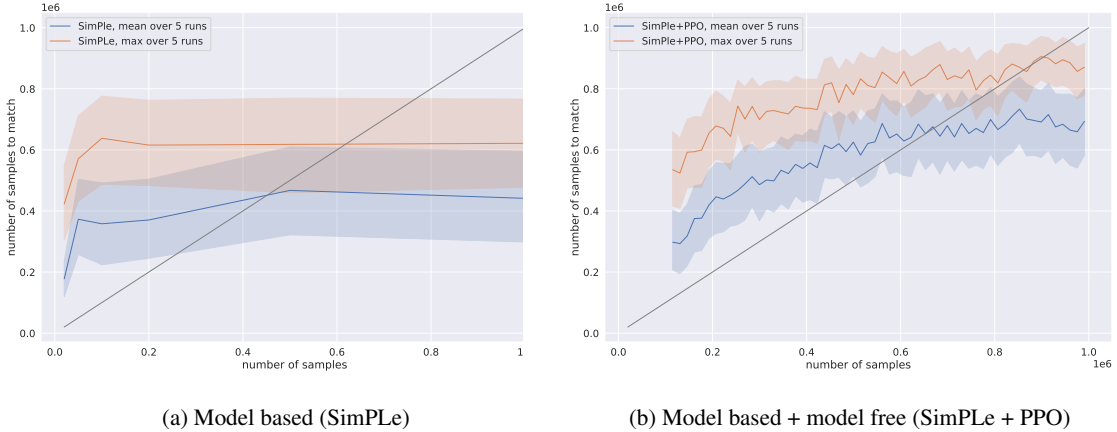 1e6
SimPle, mean over 5 runs
SimPLe, max over 5 runs
1.0
0.8
0.6
0.4
0.2
0.0
number of samples to match
0.0
0.2
0.4
0.6
0.8
1
number of samples
(a) Model based (SimPLe)
1e6
SimPle+PPO, mean over 5 runs
SimPle+PPO, max over 5 runs
1.0
0.8
0.6
0.4
0.2
0.0
number of samples to match
0.0
0.2
0.4
0.6
0.8
1.0
number of samples
1e6
(b) Model based + model free (SimPLe + PPO)